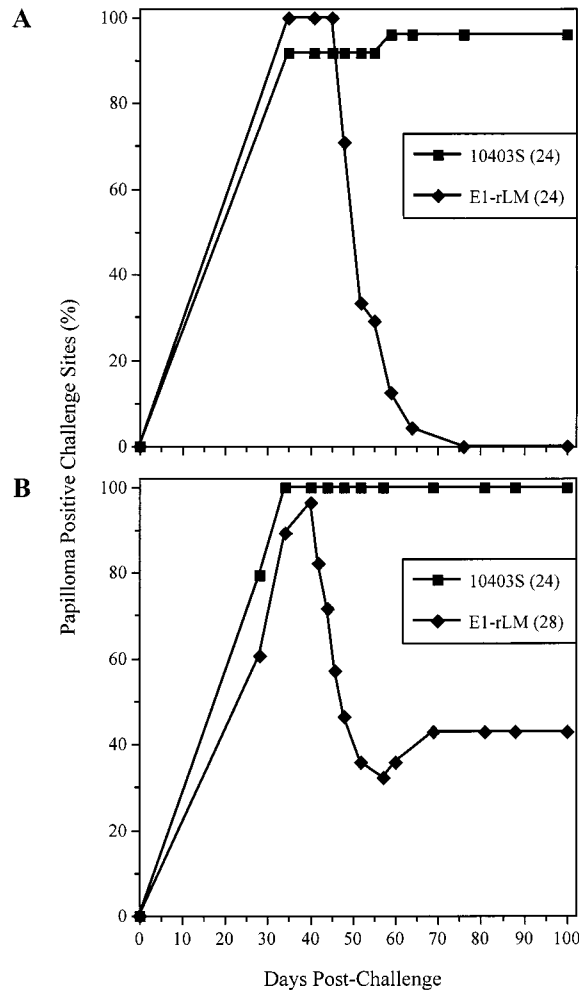 A
100
80
60
40
20
0
10403S (24)
E1-rLM (24)
Papilloma Positive Challenge Sites (%)
B
100
80
60
40
20
0
10403S (24)
E1-rLM (28)
0 10 20 30 40 50 60 70 80 90 100
Days Post-Challenge